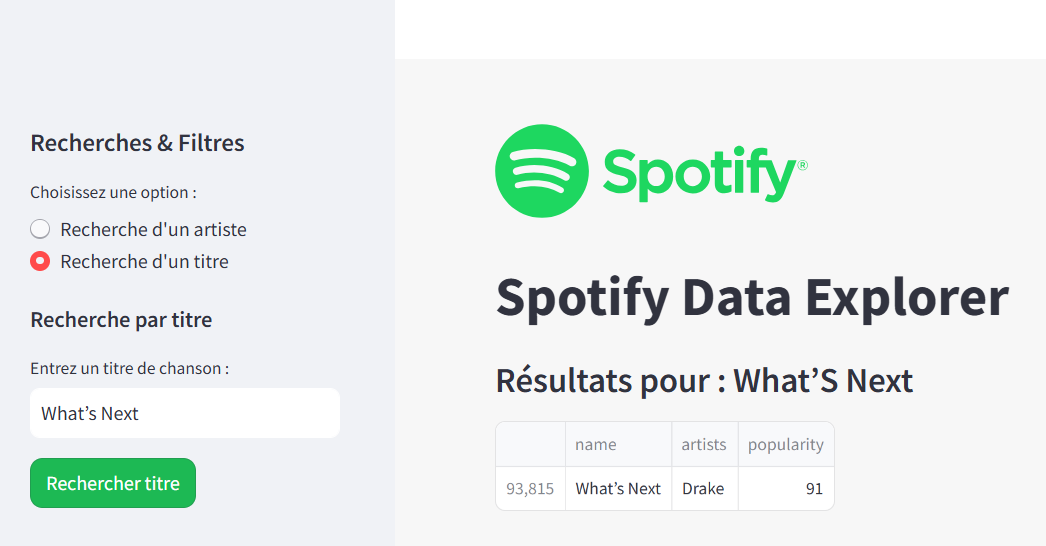 Recherches & Filtres
Choisissez une option :
Recherche d'un artiste
Recherche d'un titre
Recherche par titre
Entrez un titre de chanson :
What’s Next
Rechercher titre
Spotify®
Spotify Data Explorer
Résultats pour : What’S Next
name artists popularity
93,815 What’s Next Drake 91